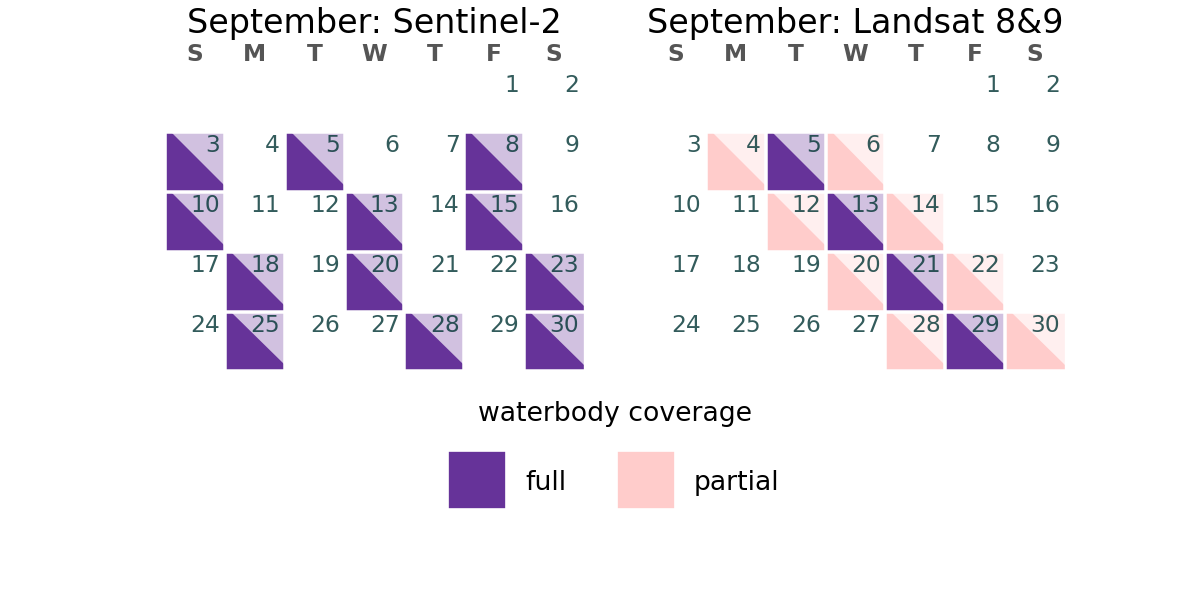 September: Sentinel-2
S M T W T F S
1 2
3 4 5 6 7 8 9
10 11 12 13 14 15 16
17 18 19 20 21 22 23
24 25 26 27 28 29 30
September: Landsat 8&9
S M T W T F S
1 2
3 4 5 6 7 8 9
10 11 12 13 14 15 16
17 18 19 20 21 22 23
24 25 26 27 28 29 30
waterbody coverage
full
partial